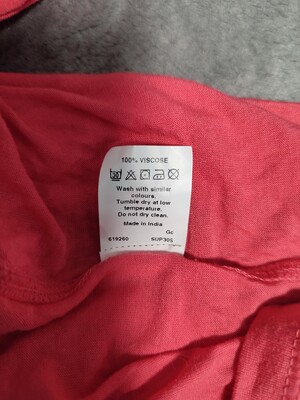 100% VISCOSE
Wash with similar
colours.
Tumble dry at low
temperature.
Do not dry clean.
Made in India
Gc
819260 SUP305